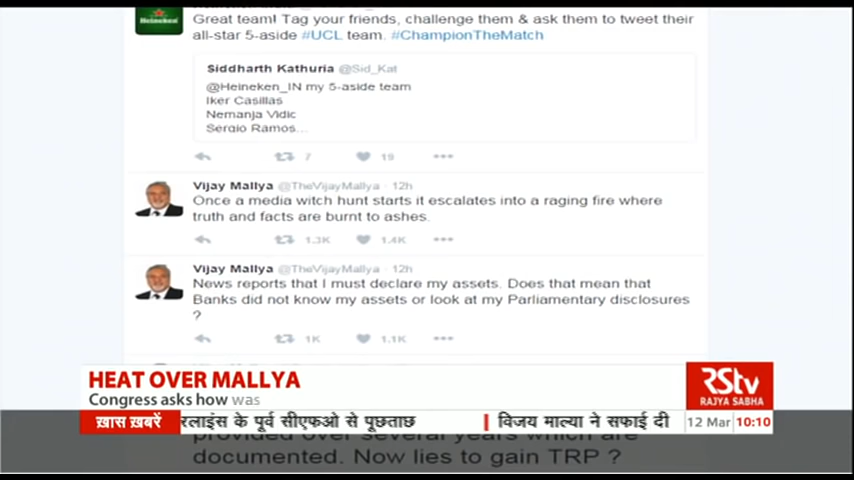 Heineken
Great team! Tag your friends, challenge them & ask them to tweet their
all-star 5-aside #UCL team. #ChampionTheMatch
Siddharth Kathuria @Sid_Kat
@Heineken_IN my 5-aside team
Iker Casillas
Nemanja Vidic
Sergio Ramos...
7 19
Vijay Mallya @TheVijayMallya · 12h
Once a media witch hunt starts it escalates into a raging fire where
truth and facts are burnt to ashes.
1.3K 1.4K
Vijay Mallya @TheVijayMallya · 12h
News reports that I must declare my assets. Does that mean that
Banks did not know my assets or look at my Parliamentary disclosures
?
1K 1.1K
HEAT OVER MALLYA
Congress asks how was
RSTV
RAJYA SABHA
ख़ास ख़बरें रलाइंस के पूर्व सीएफओ से पूछताछ | विजय माल्या ने सफाई दी 12 Mar 10:10
provided over several years which are
documented. Now lies to gain TRP ?